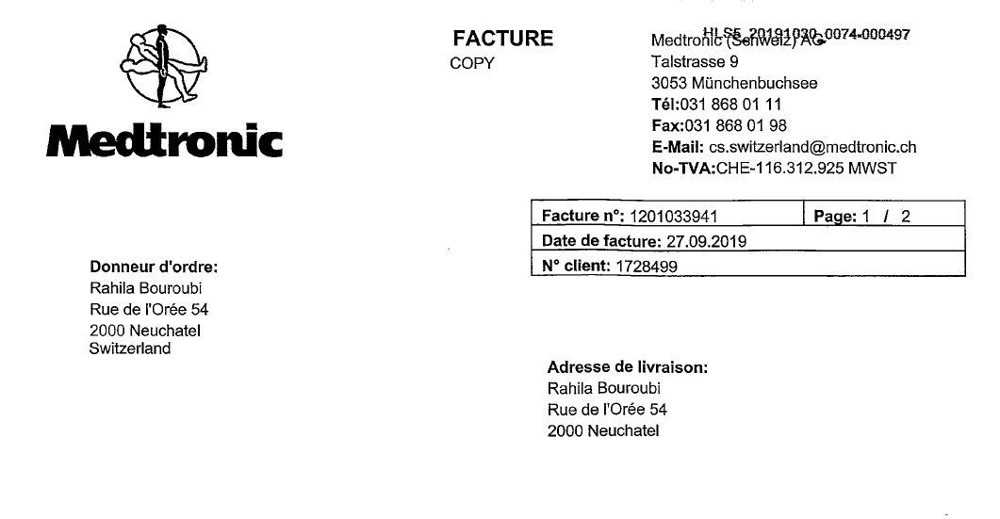 Medtronic
FACTURE
COPY
HLS5_20191030_0074-000497
Medtronic (Schweiz) AG
Talstrasse 9
3053 Münchenbuchsee
Tél:031 868 01 11
Fax:031 868 01 98
E-Mail: cs.switzerland@medtronic.ch
No-TVA:CHE-116.312.925 MWST
Facture n°: 1201033941 Page: 1 / 2
Date de facture: 27.09.2019
N° client: 1728499
Donneur d'ordre:
Rahila Bouroubi
Rue de l'Orée 54
2000 Neuchatel
Switzerland
Adresse de livraison:
Rahila Bouroubi
Rue de l'Orée 54
2000 Neuchatel